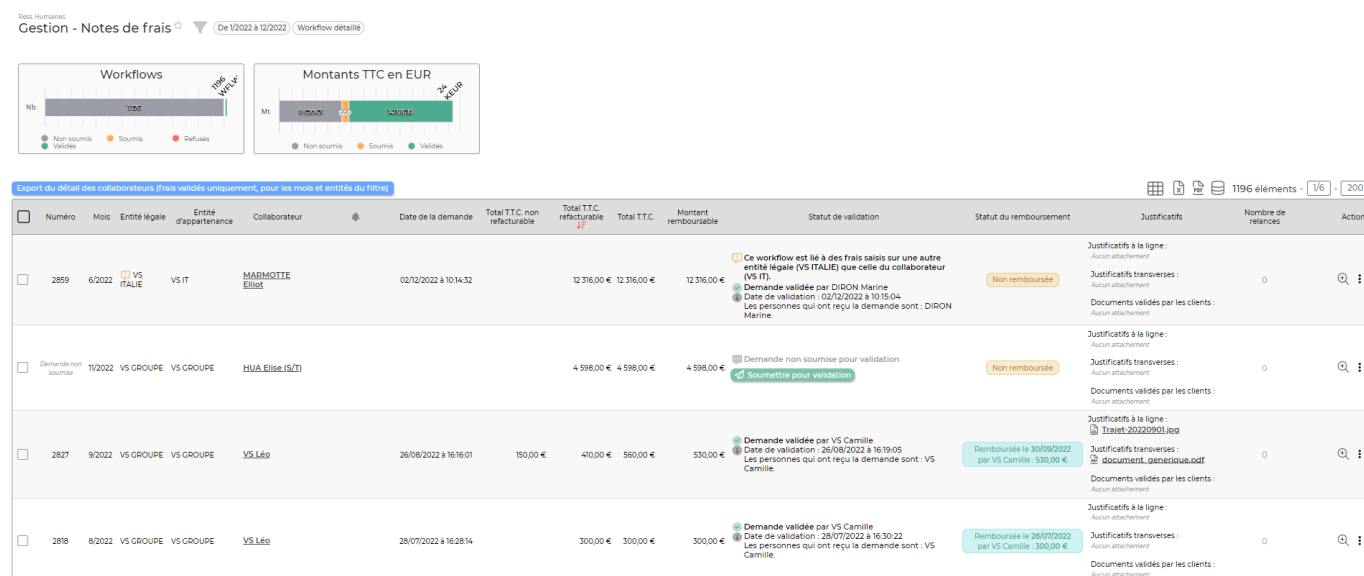 Ress. Humaines
Gestion - Notes de frais
De 1/2022 à 12/2022
Workflow détaillé
Workflows
1196 WFLW
Nb
Non soumis
Soumis
Refusés
Validés
Montants TTC en EUR
24 KEUR
Mt
Non soumis
Soumis
Validés
Export du détail des collaborateurs (frais validés uniquement, pour les mois et entités du filtre)
1196 éléments - 1/6 - 200
Numéro
Mois
Entité légale
Entité
d'appartenance
Collaborateur
Date de la demande
Total T.T.C. non
refacturable
Total T.T.C.
refacturable
Total T.T.C.
Montant
remboursable
Statut de validation
Statut du remboursement
Justificatifs
Nombre de
relances
Action
2859
6/2022
VS
ITALIE
VS IT
MARMOTTE
Elliot
02/12/2022 à 10:14:32
12 316,00 €
12 316,00 €
12 316,00 €
Ce workflow est lié à des frais saisis sur une autre
entité légale (VS ITALIE) que celle du collaborateur
(VS IT).
Demande validée par DIRON Marine
Date de validation : 02/12/2022 à 10:15:04
Les personnes qui ont reçu la demande sont : DIRON
Marine.
Non remboursée
Justificatifs à la ligne :
Aucun attachement
Justificatifs transverses :
Aucun attachement
Documents validés par les clients :
Aucun attachement
0
Demande non
soumise
11/2022
VS GROUPE
VS GROUPE
HUA Elise (S/T)
4 598,00 €
4 598,00 €
4 598,00 €
Demande non soumise pour validation
Soumettre pour validation
Non remboursée
Justificatifs à la ligne :
Aucun attachement
Justificatifs transverses :
Aucun attachement
Documents validés par les clients :
Aucun attachement
0
2827
9/2022
VS GROUPE
VS GROUPE
VS Léo
26/08/2022 à 16:16:01
150,00 €
410,00 €
560,00 €
530,00 €
Demande validée par VS Camille
Date de validation : 26/08/2022 à 16:19:05
Les personnes qui ont reçu la demande sont : VS
Camille.
Remboursée le 30/09/2022
par VS Camille : 530,00 €
Justificatifs à la ligne :
Trajet-20220901.jpg
Justificatifs transverses :
document_generique.pdf
Documents validés par les clients :
Aucun attachement
0
2818
8/2022
VS GROUPE
VS GROUPE
VS Léo
28/07/2022 à 16:28:14
300,00 €
300,00 €
300,00 €
Demande validée par VS Camille
Date de validation : 28/07/2022 à 16:30:22
Les personnes qui ont reçu la demande sont : VS
Camille.
Remboursée le 28/07/2022
par VS Camille : 300,00 €
Justificatifs à la ligne :
Aucun attachement
Justificatifs transverses :
Aucun attachement
Documents validés par les clients :
Aucun attachement
0